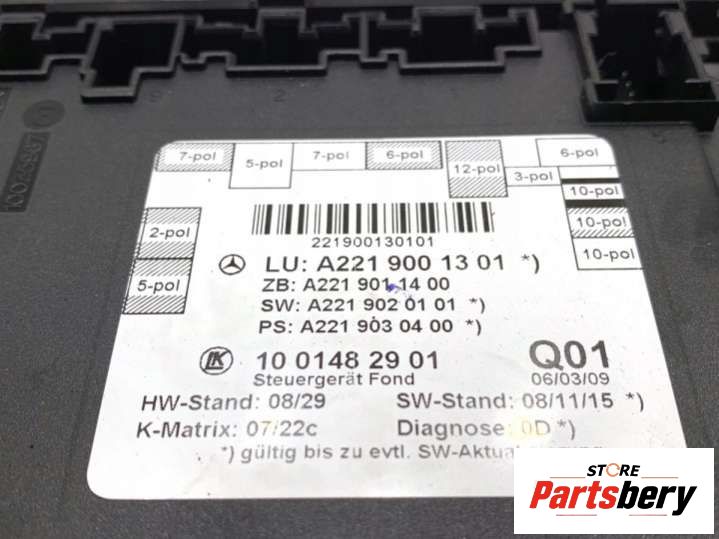 7-pol
5-pol
7-pol
6-pol
12-pol
6-pol
3-pol
10-pol
2-pol
10-pol
10-pol
5-pol
221900130101
LU: A221 900 13 01 *)
ZB: A221 901 14 00
SW: A221 902 01 01 *)
PS: A221 903 04 00 *)
LK 10 0148 29 01 Q01
Steuergerät Fond 06/03/09
HW-Stand: 08/29 SW-Stand: 08/11/15 *)
K-Matrix: 07/22c Diagnose: 0D *)
*) gültig bis zu evtl.
STORE
Partsbery